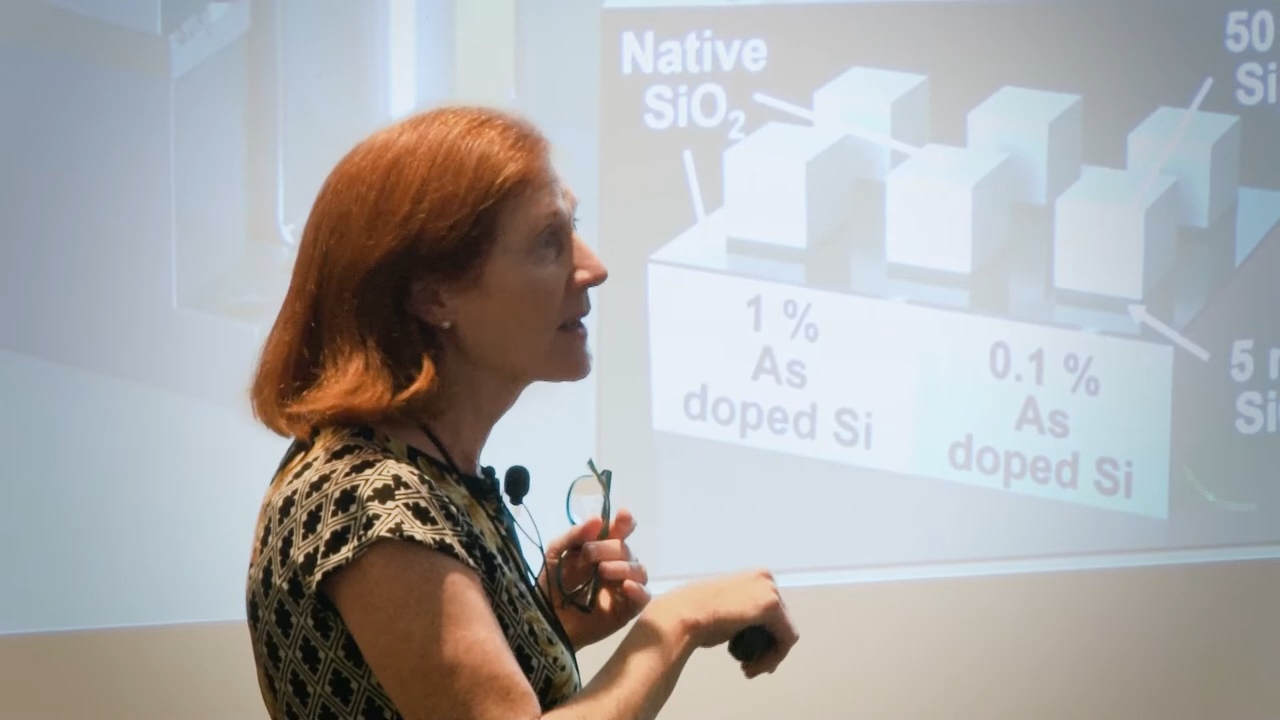 Native
SiO₂
50
Si
1 %
As
doped Si
0.1 %
As
doped Si
5
Si